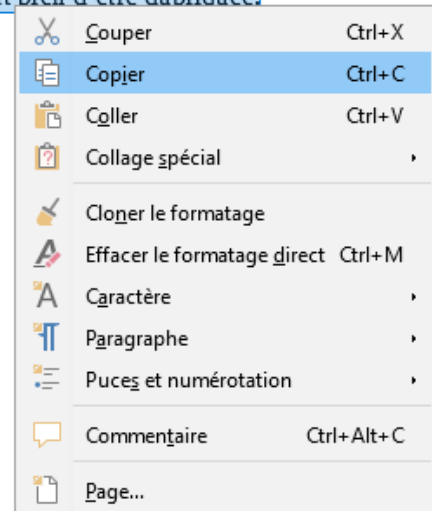 Couper Ctrl+X
Copier Ctrl+C
Coller Ctrl+V
Collage spécial
Cloner le formatage
Effacer le formatage direct Ctrl+M
Caractère
Paragraphe
Puces et numérotation
Commentaire Ctrl+Alt+C
Page...